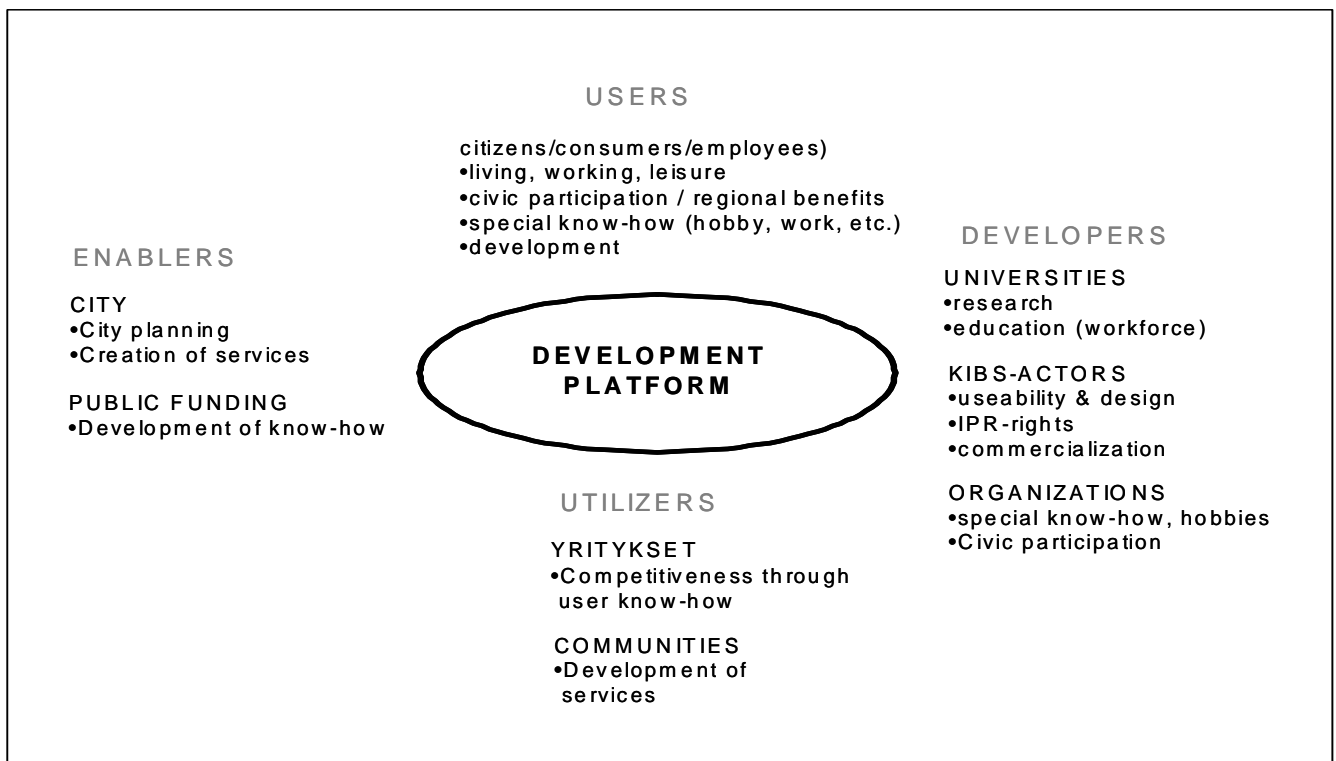 USERS
citizens/consumers/employees)
•living, working, leisure
•civic participation / regional benefits
•special know-how (hobby, work, etc.)
•development
ENABLERS
CITY
•City planning
•Creation of services
PUBLIC FUNDING
•Development of know-how
DEVELOPMENT
PLATFORM
DEVELOPERS
UNIVERSITIES
•research
•education (workforce)
KIBS-ACTORS
•useability & design
•IPR-rights
•commercialization
ORGANIZATIONS
•special know-how, hobbies
•Civic participation
UTILIZERS
YRITYKSET
•Competitiveness through
user know-how
COMMUNITIES
•Development of
services